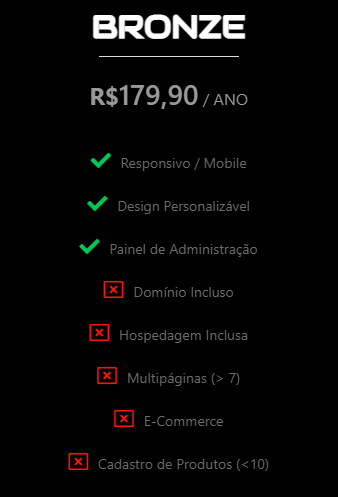 BRONZE
R$179,90 / ANO
Responsivo / Mobile
Design Personalizável
Painel de Administração
Domínio Incluso
Hospedagem Inclusa
Multipáginas (> 7)
E-Commerce
Cadastro de Produtos (<10)